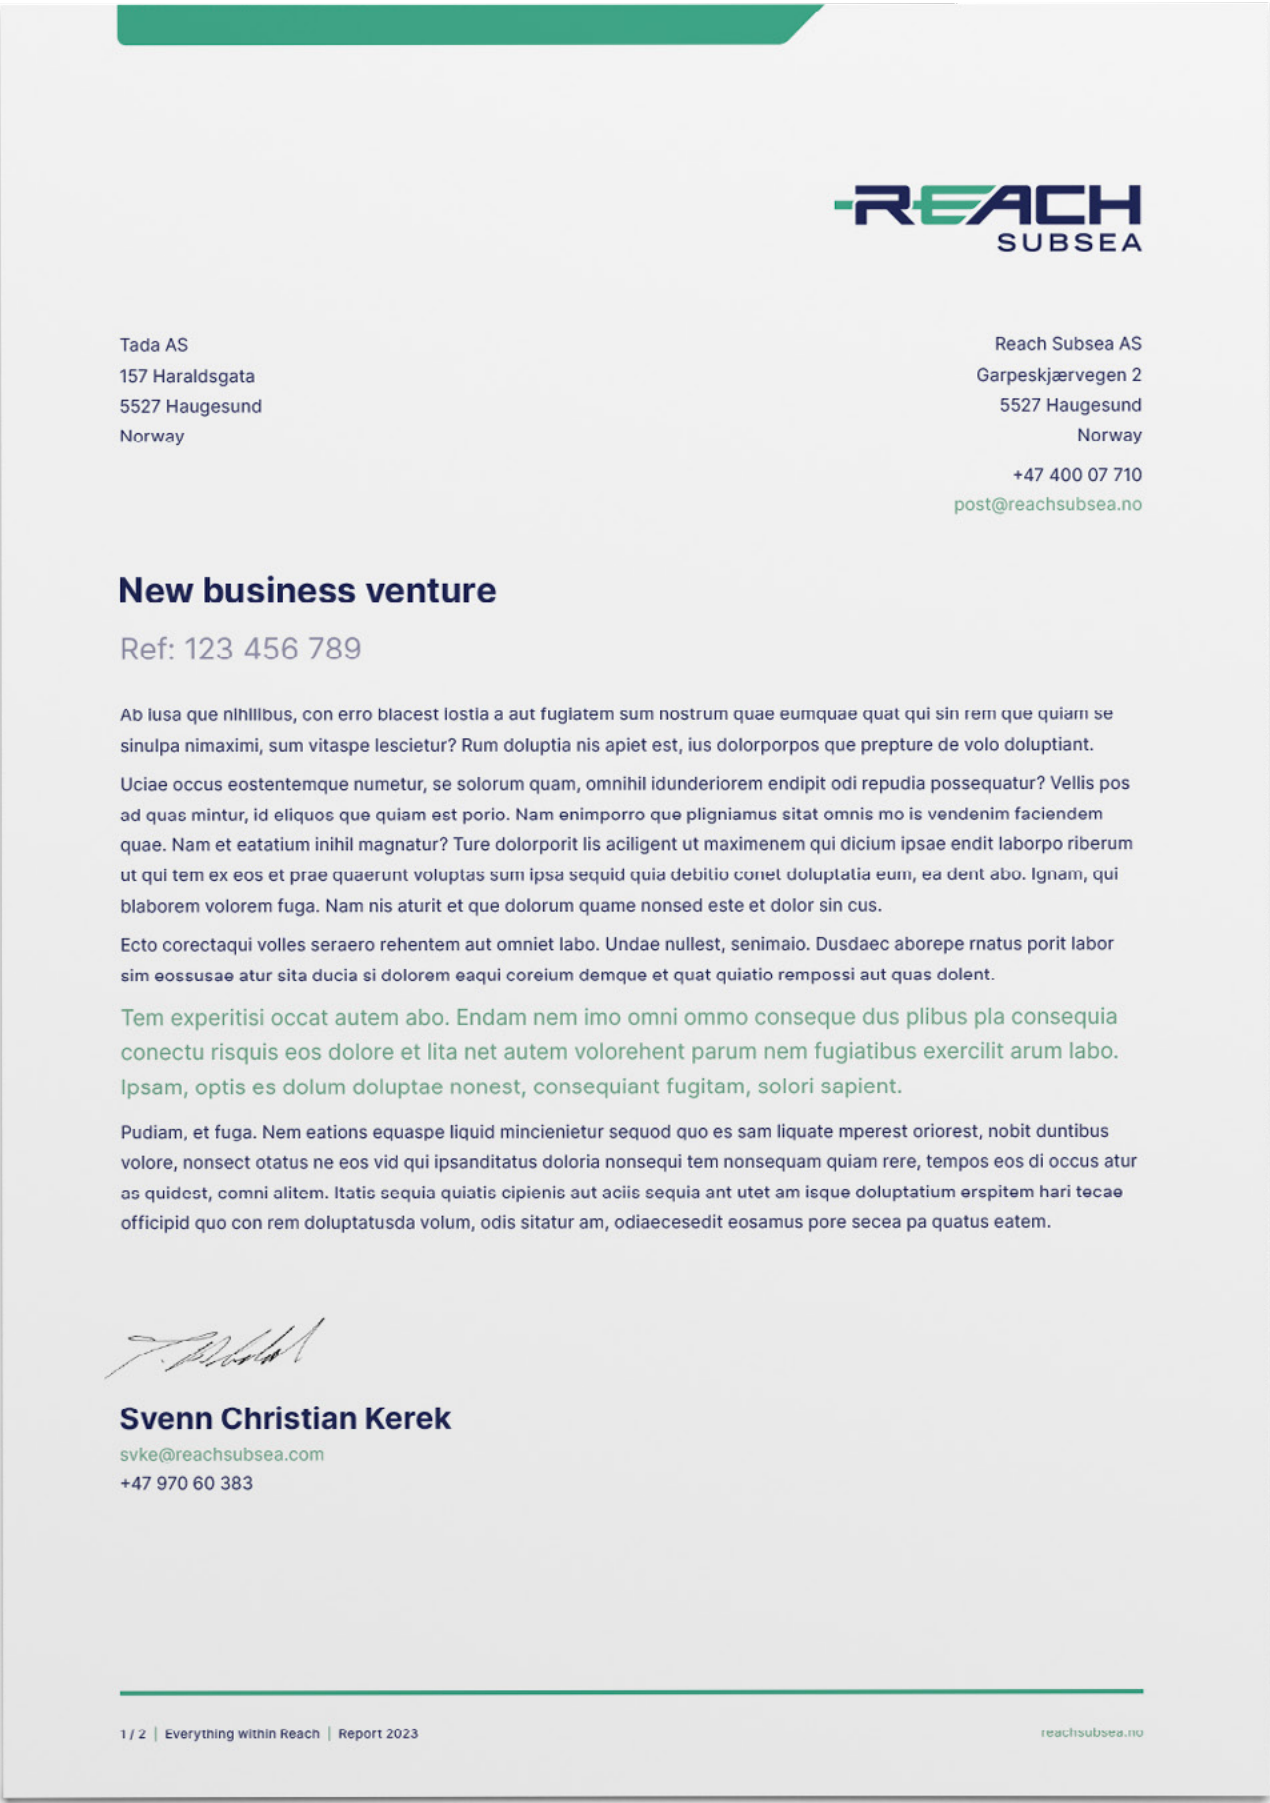 REACH
SUBSEA
Tada AS
157 Haraldsgata
5527 Haugesund
Norway
Reach Subsea AS
Garpeskjærvegen 2
5527 Haugesund
Norway
+47 400 07 710
post@reachsubsea.no
New business venture
Ref: 123 456 789
Ab iusa que nihilibus, con erro blacest iostia a aut fugiatem sum nostrum quae eumquae quat qui sin rem que quiam se
sinulpa nimaximi, sum vitaspe lescietur? Rum doluptia nis apiet est, ius dolorporpos que prepture de volo doluptiant.
Uciae occus eostentemque numetur, se solorum quam, omnihil idunderiorem endipit odi repudia possequatur? Vellis pos
ad quas mintur, id eliquos que quiam est porio. Nam enimporro que pligniamus sitat omnis mo is vendenim faciendem
quae. Nam et eatatium inihil magnatur? Ture dolorporit lis aciligent ut maximenem qui dicium ipsae endit laborpo riberum
ut qui tem ex eos et prae quaerunt voluptas sum ipsa sequid quia debitio conet doluptatia eum, ea dent abo. Ignam, qui
blaborem volorem fuga. Nam nis aturit et que dolorum quame nonsed este et dolor sin cus.
Ecto corectaqui volles seraero rehentem aut omniet labo. Undae nullest, senimaio. Dusdaec aborepe rnatus porit labor
sim eossusae atur sita ducia si dolorem eaqui coreium demque et quat quiatio rempossi aut quas dolent.
Tem experitisi occat autem abo. Endam nem imo omni ommo conseque dus plibus pla consequia
conectu risquis eos dolore et lita net autem volorehent parum nem fugiatibus exercilit arum labo.
Ipsam, optis es dolum doluptae nonest, consequiant fugitam, solori sapient.
Pudiam, et fuga. Nem eations equaspe liquid mincienietur sequod quo es sam liquate mperest oriorest, nobit duntibus
volore, nonsect otatus ne eos vid qui ipsanditatus doloria nonsequi tem nonsequam quiam rere, tempos eos di occus atur
as quidest, comni alitem. Itatis sequia quiatis cipienis aut aciis sequia ant utet am isque doluptatium erspitem hari tecae
officipid quo con rem doluptatusda volum, odis sitatur am, odiaecesedit eosamus pore secea pa quatus eatem.
Svenn Christian Kerek
svke@reachsubsea.com
+47 970 60 383
1 / 2 | Everything within Reach | Report 2023
reachsubsea.no